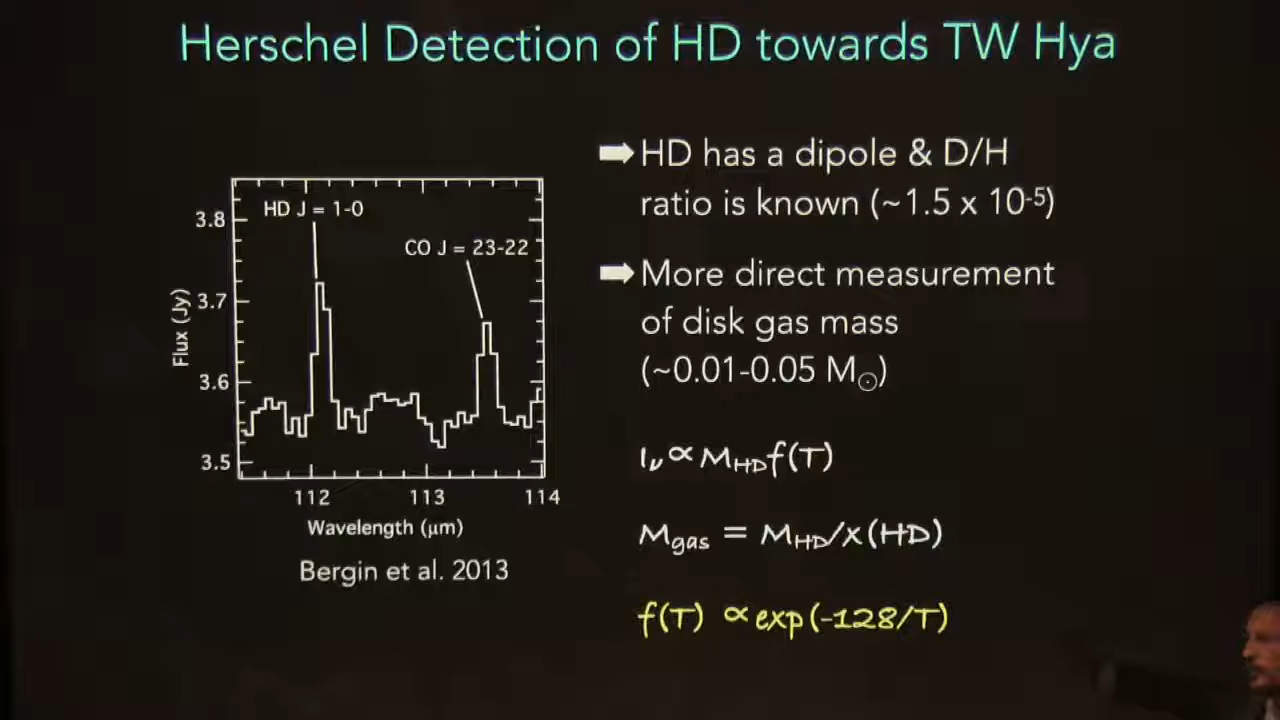 Herschel Detection of HD towards TW Hya
➡ HD has a dipole & D/H
ratio is known (~1.5 x 10⁻⁵)
➡ More direct measurement
of disk gas mass
(~0.01-0.05 M☉)
Iν ∝ MHD f(T)
Mgas = MHD/x(HD)
f(T) ∝ exp(-128/T)
HD J = 1-0
CO J = 23-22
3.8
3.7
3.6
3.5
Flux (Jy)
112 113 114
Wavelength (μm)
Bergin et al. 2013